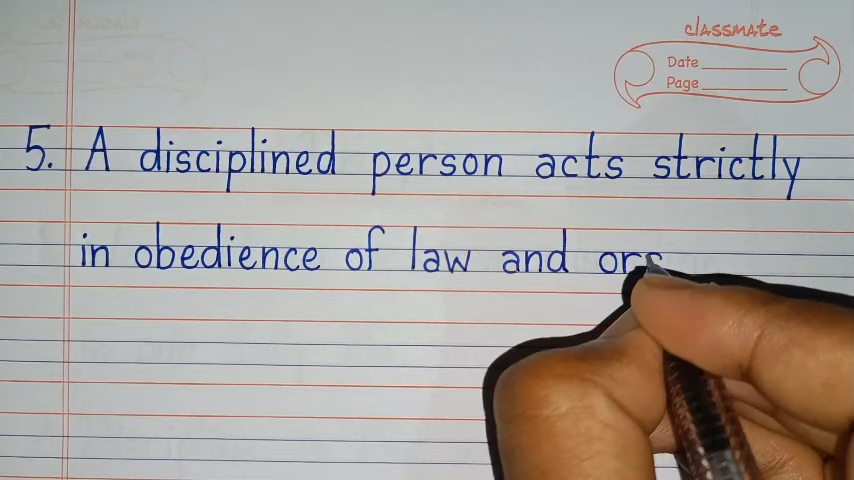 classmate
Date
Page
5. A disciplined person acts strictly
in obedience of law and